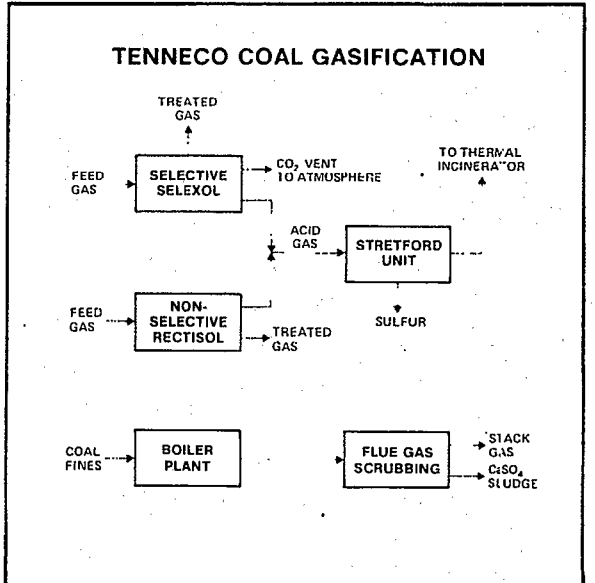 TENNECO COAL GASIFICATION
TREATED
GAS
FEED
GAS
SELECTIVE
SELEXOL
CO₂ VENT
TO ATMOSPHERE
TO THERMAL
INCINERATOR
ACID
GAS
STRETFORD
UNIT
SULFUR
FEED
GAS
NON-
SELECTIVE
RECTISOL
TREATED
GAS
COAL
FINES
BOILER
PLANT
FLUE GAS
SCRUBBING
STACK
GAS
CaSO₄
SLUDGE